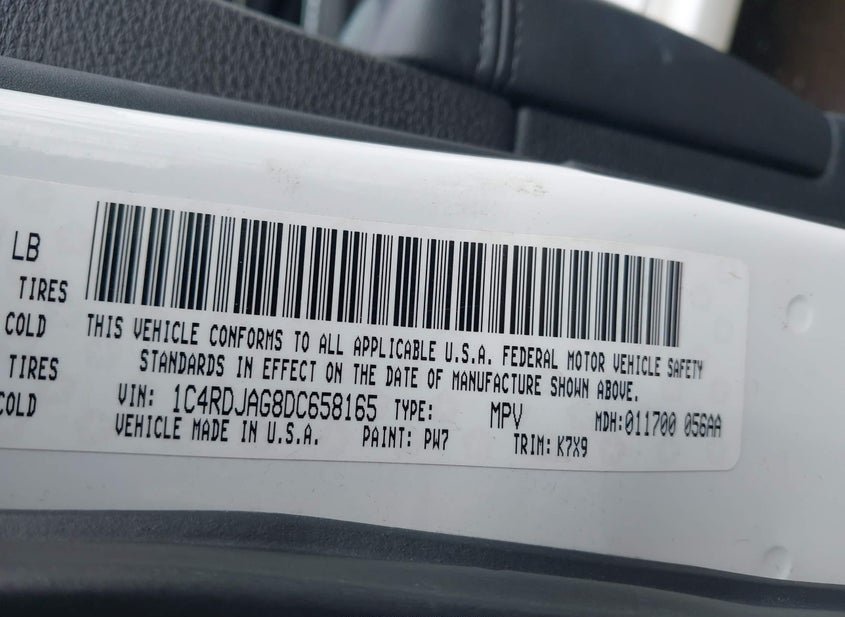 LB
TIRES
COLD
TIRES
COLD
THIS VEHICLE CONFORMS TO ALL APPLICABLE U.S.A. FEDERAL MOTOR VEHICLE SAFETY
STANDARDS IN EFFECT ON THE DATE OF MANUFACTURE SHOWN ABOVE.
VIN: 1C4RDJAG8DC658165 TYPE: MPV MDH:011700 056AA
VEHICLE MADE IN U.S.A. PAINT: PW7 TRIM: K7X9